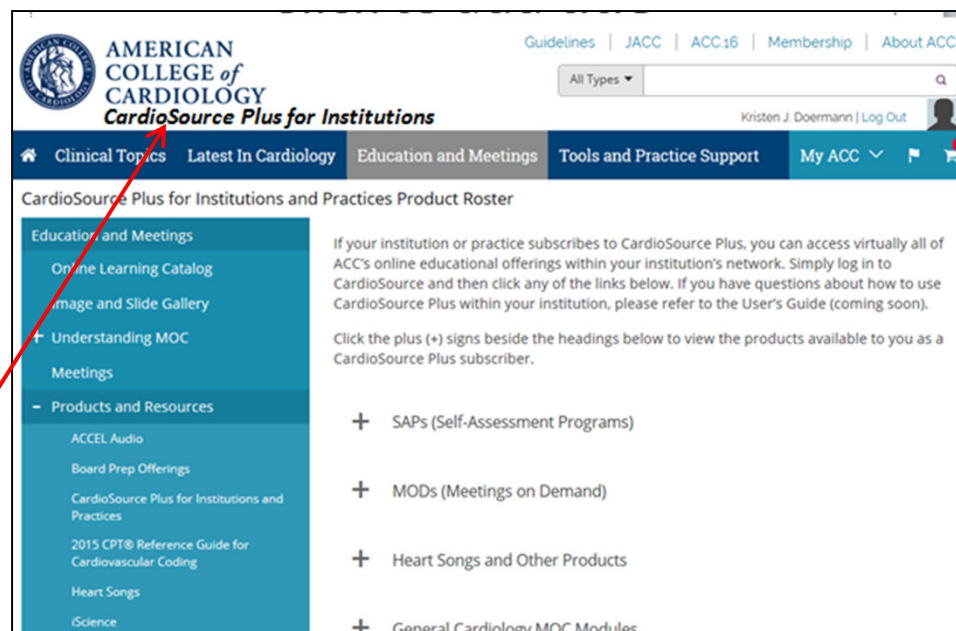 Guidelines | JACC | ACC.16 | Membership | About ACC
AMERICAN
COLLEGE of
CARDIOLOGY
CardioSource Plus for Institutions
All Types
Kristen J. Doermann | Log Out
Clinical Topics Latest In Cardiology Education and Meetings Tools and Practice Support My ACC
CardioSource Plus for Institutions and Practices Product Roster
Education and Meetings
Online Learning Catalog
Image and Slide Gallery
+ Understanding MOC
Meetings
– Products and Resources
ACCEL Audio
Board Prep Offerings
CardioSource Plus for Institutions and
Practices
2015 CPT® Reference Guide for
Cardiovascular Coding
Heart Songs
iScience
If your institution or practice subscribes to CardioSource Plus, you can access virtually all of
ACC's online educational offerings within your institution's network. Simply log in to
CardioSource and then click any of the links below. If you have questions about how to use
CardioSource Plus within your institution, please refer to the User's Guide (coming soon).
Click the plus (+) signs beside the headings below to view the products available to you as a
CardioSource Plus subscriber.
+ SAPs (Self-Assessment Programs)
+ MODs (Meetings on Demand)
+ Heart Songs and Other Products
+ General Cardiology MOC Modules